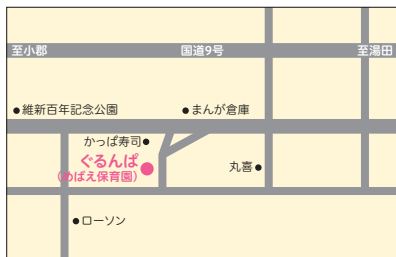 至小郡 国道9号 至湯田
●維新百年記念公園 ●まんが倉庫
かっぱ寿司●
ぐるんぱ
(めばえ保育園)
丸喜●
●ローソン